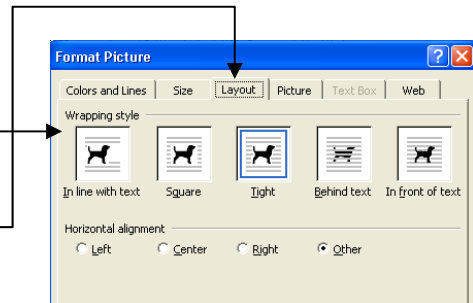 Format Picture
Colors and Lines Size Layout Picture Text Box Web
Wrapping style
In line with text Square Tight Behind text In front of text
Horizontal alignment
Left Center Right Other